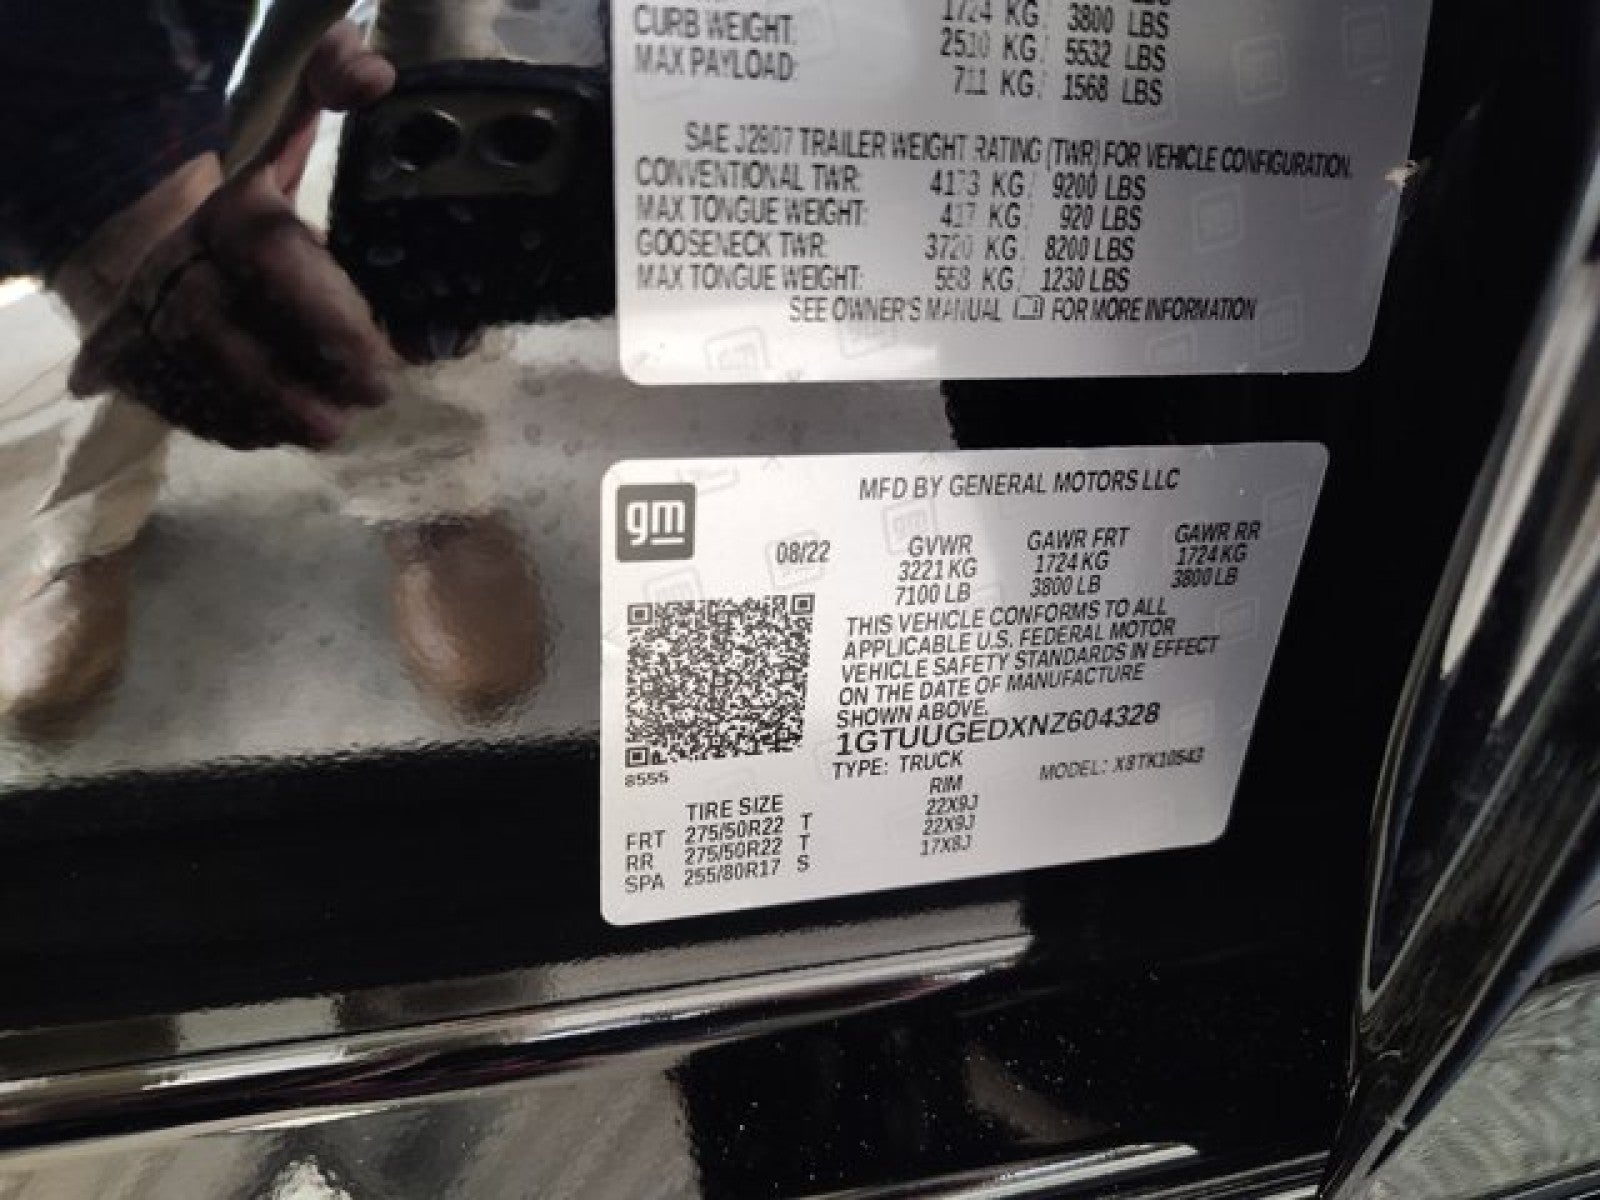 1724 KG 3800 LBS
CURB WEIGHT: 2510 KG 5532 LBS
MAX PAYLOAD: 711 KG 1568 LBS
SAE J2807 TRAILER WEIGHT RATING (TWR) FOR VEHICLE CONFIGURATION.
CONVENTIONAL TWR: 4173 KG 9200 LBS
MAX TONGUE WEIGHT: 417 KG 920 LBS
GOOSENECK TWR: 3720 KG 8200 LBS
MAX TONGUE WEIGHT: 558 KG 1230 LBS
SEE OWNER'S MANUAL FOR MORE INFORMATION
gm
MFD BY GENERAL MOTORS LLC
08/22 GVWR GAWR FRT GAWR RR
3221 KG 1724 KG 1724 KG
7100 LB 3800 LB 3800 LB
THIS VEHICLE CONFORMS TO ALL
APPLICABLE U.S. FEDERAL MOTOR
VEHICLE SAFETY STANDARDS IN EFFECT
ON THE DATE OF MANUFACTURE
SHOWN ABOVE.
1GTUUGEDXNZ604328
8555 TYPE: TRUCK MODEL: X8TK10543
TIRE SIZE RIM
FRT 275/50R22 T 22X9J
RR 275/50R22 T 22X9J
SPA 255/80R17 S 17X8J